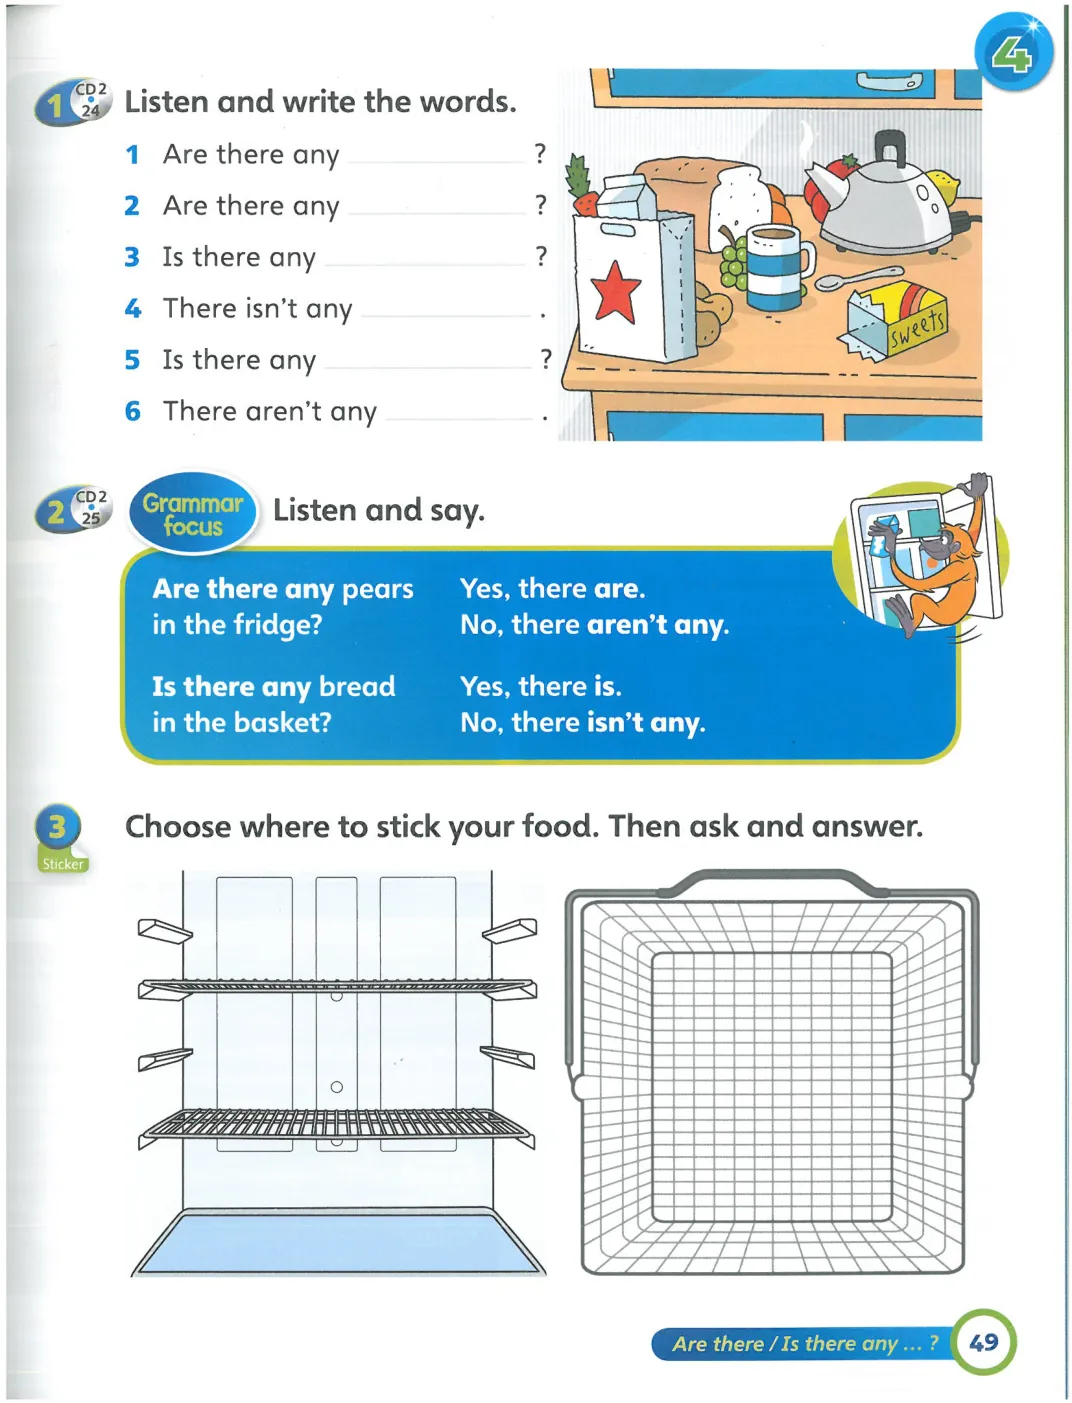 4
1 CD2 24 Listen and write the words.
1 Are there any ?
2 Are there any ?
3 Is there any ?
4 There isn't any .
5 Is there any ?
6 There aren't any .
sweets
2 CD2 25 Grammar focus Listen and say.
Are there any pears in the fridge?
Yes, there are.
No, there aren't any.
Is there any bread in the basket?
Yes, there is.
No, there isn't any.
3 Sticker Choose where to stick your food. Then ask and answer.
Are there / Is there any ... ? 49